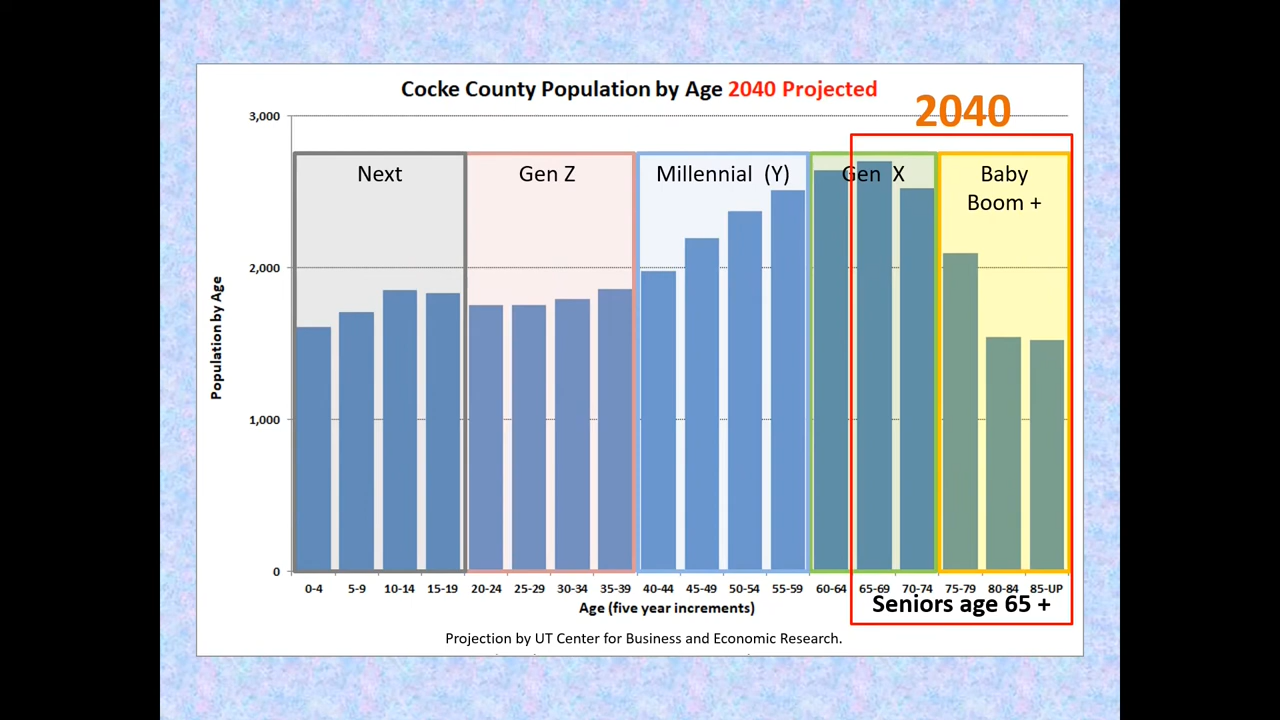 Cocke County Population by Age 2040 Projected
2040
3,000
2,000
1,000
0
Population by Age
Next
Gen Z
Millennial (Y)
Gen X
Baby
Boom +
0-4 5-9 10-14 15-19 20-24 25-29 30-34 35-39 40-44 45-49 50-54 55-59 60-64 65-69 70-74 75-79 80-84 85-UP
Age (five year increments)
Seniors age 65 +
Projection by UT Center for Business and Economic Research.